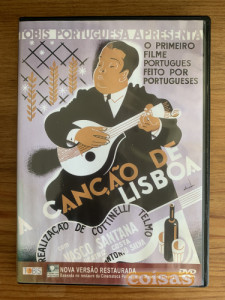 TOBIS PORTUGUESA APRESENTA
O PRIMEIRO
FILME
PORTUGUES
FEITO POR
PORTUGUESES
A CANÇÃO DE
LISBOA
REALIZAÇÃO DE COTTINELLI TELMO
SANTANA
NOVA VERSÃO RESTAURADA
DVD
coisas